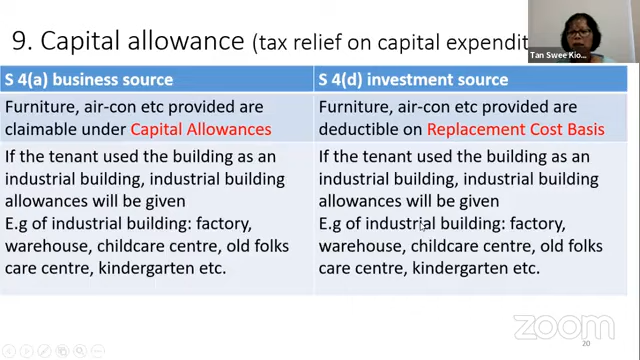 9. Capital allowance (tax relief on capital expendit
Tan Swee Kio...
S 4(a) business source
Furniture, air-con etc provided are
claimable under Capital Allowances
If the tenant used the building as an
industrial building, industrial building
allowances will be given
E.g of industrial building: factory,
warehouse, childcare centre, old folks
care centre, kindergarten etc.
S 4(d) investment source
Furniture, air-con etc provided are
deductible on Replacement Cost Basis
If the tenant used the building as an
industrial building, industrial building
allowances will be given
E.g of industrial building: factory,
warehouse, childcare centre, old folks
care centre, kindergarten etc.
zoom
20